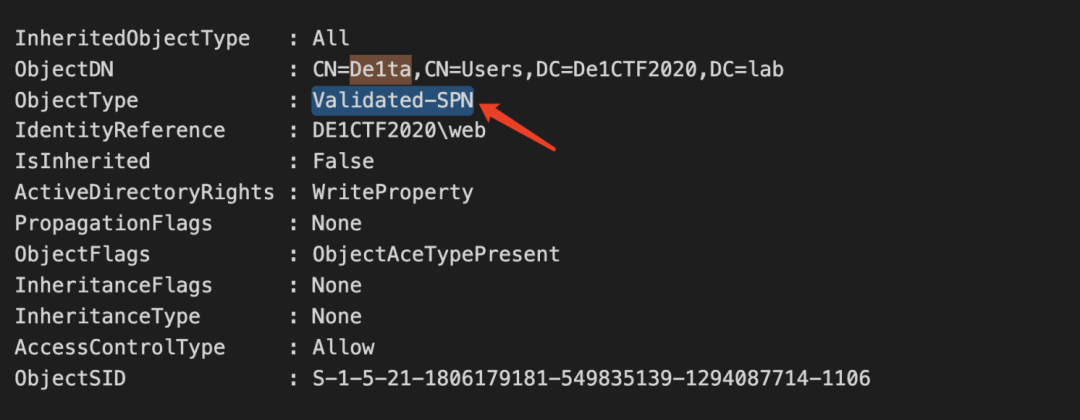 InheritedObjectType : All
ObjectDN : CN=De1ta,CN=Users,DC=De1CTF2020,DC=lab
ObjectType : Validated-SPN
IdentityReference : DE1CTF2020\web
IsInherited : False
ActiveDirectoryRights : WriteProperty
PropagationFlags : None
ObjectFlags : ObjectAceTypePresent
InheritanceFlags : None
InheritanceType : None
AccessControlType : Allow
ObjectSID : S-1-5-21-1806179181-549835139-1294087714-1106